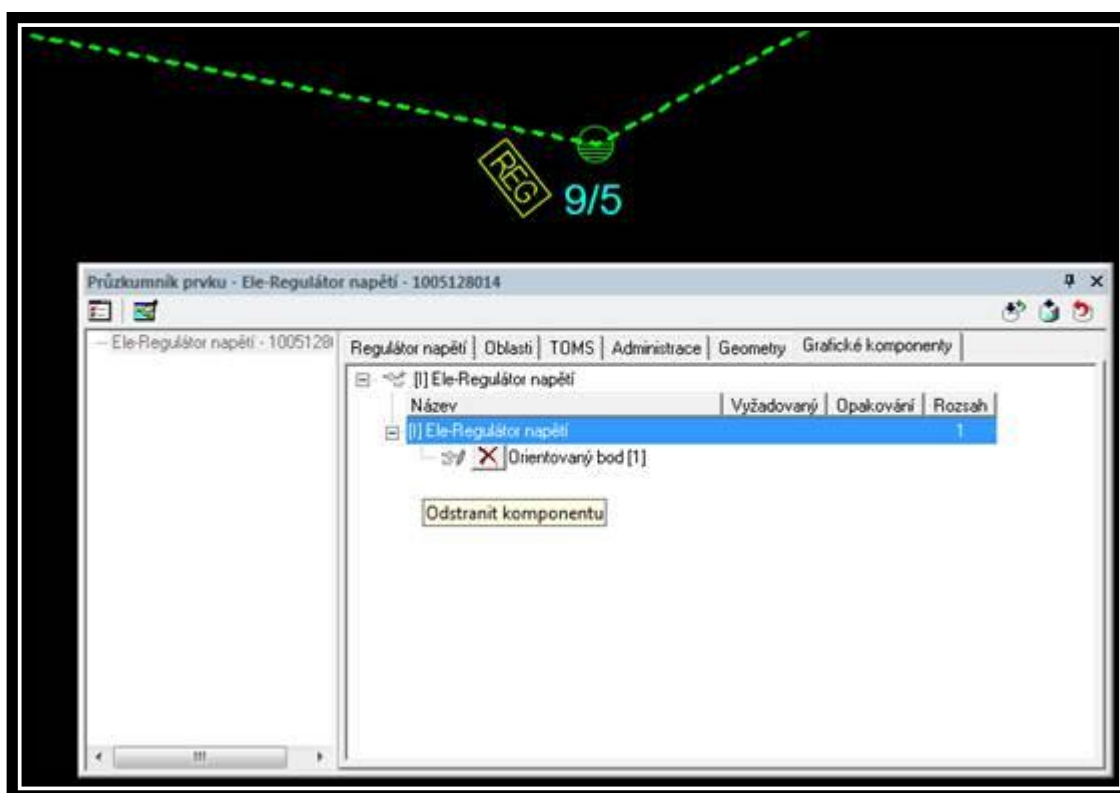 REG
9/5
Průzkumník prvku - Ele-Regulátor napětí - 1005128014
Ele-Regulátor napětí - 1005128
Regulátor napětí | Oblasti | TOMS | Administrace | Geometry Grafické komponenty
[I] Ele-Regulátor napětí
Název Vyžadovaný Opakování Rozsah
[I] Ele-Regulátor napětí 1
Orientovaný bod [1]
Odstranit komponentu